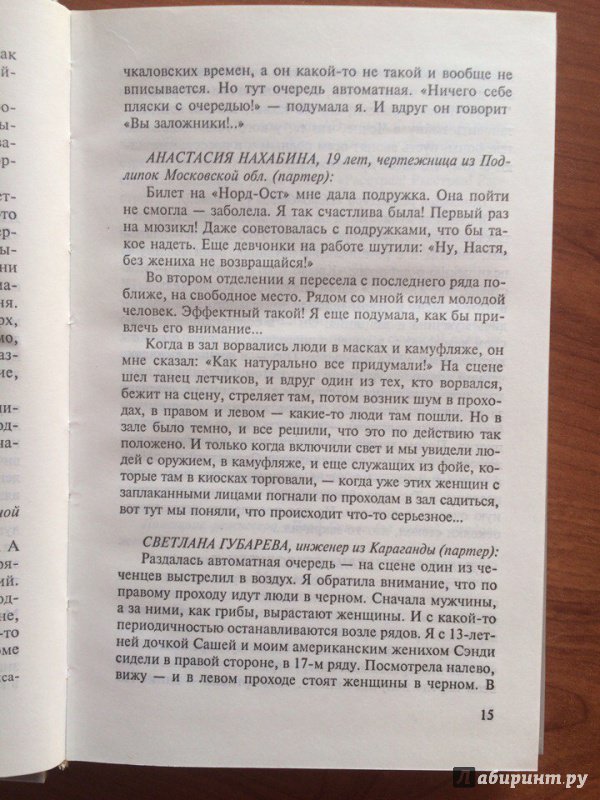 чкаловских времен, а он какой-то не такой и вообще не
вписывается. Но тут очередь автоматная. «Ничего себе
пляски с очередью!» — подумала я. И вдруг он говорит
«Вы заложники!..»
АНАСТАСИЯ НАХАБИНА, 19 лет, чертежница из Под-
липок Московской обл. (партер):
Билет на «Норд-Ост» мне дала подружка. Она пойти
не смогла — заболела. Я так счастлива была! Первый раз
на мюзикл! Даже советовалась с подружками, что бы
такое надеть. Еще девчонки на работе шутили: «Ну, Настя,
без жениха не возвращайся!»
Во втором отделении я пересела с последнего ряда
поближе, на свободное место. Рядом со мной сидел молодой
человек. Эффектный такой! Я еще подумала, как бы при-
влечь его внимание...
Когда в зал ворвались люди в масках и камуфляже, он
мне сказал: «Как натурально все придумали!» На сцене
шел танец летчиков, и вдруг один из тех, кто ворвался,
бежит на сцену, стреляет там, потом возник шум в прохо-
дах, в правом и левом — какие-то люди там пошли. Но в
зале было темно, и все решили, что это по действию так
положено. И только когда включили свет и мы увидели лю-
дей с оружием, в камуфляже, и еще служащих из фойе, ко-
торые там в киосках торговали, — когда уже этих женщин с
заплаканными лицами погнали по проходам в зал садиться,
вот тут мы поняли, что происходит что-то серьезное...
СВЕТЛАНА ГУБАРЕВА, инженер из Караганды (партер):
Раздалась автоматная очередь — на сцене один из че-
ченцев выстрелил в воздух. Я обратила внимание, что по
правому проходу идут люди в черном. Сначала мужчины,
а за ними, как грибы, вырастают женщины. И с какой-то
периодичностью останавливаются возле рядов. Я с 13-лет-
ней дочкой Сашей и моим американским женихом Сэнди
сидели в правой стороне, в 17-м ряду. Посмотрела налево,
вижу — и в левом проходе стоят женщины в черном. В
15
лабиринт.ру